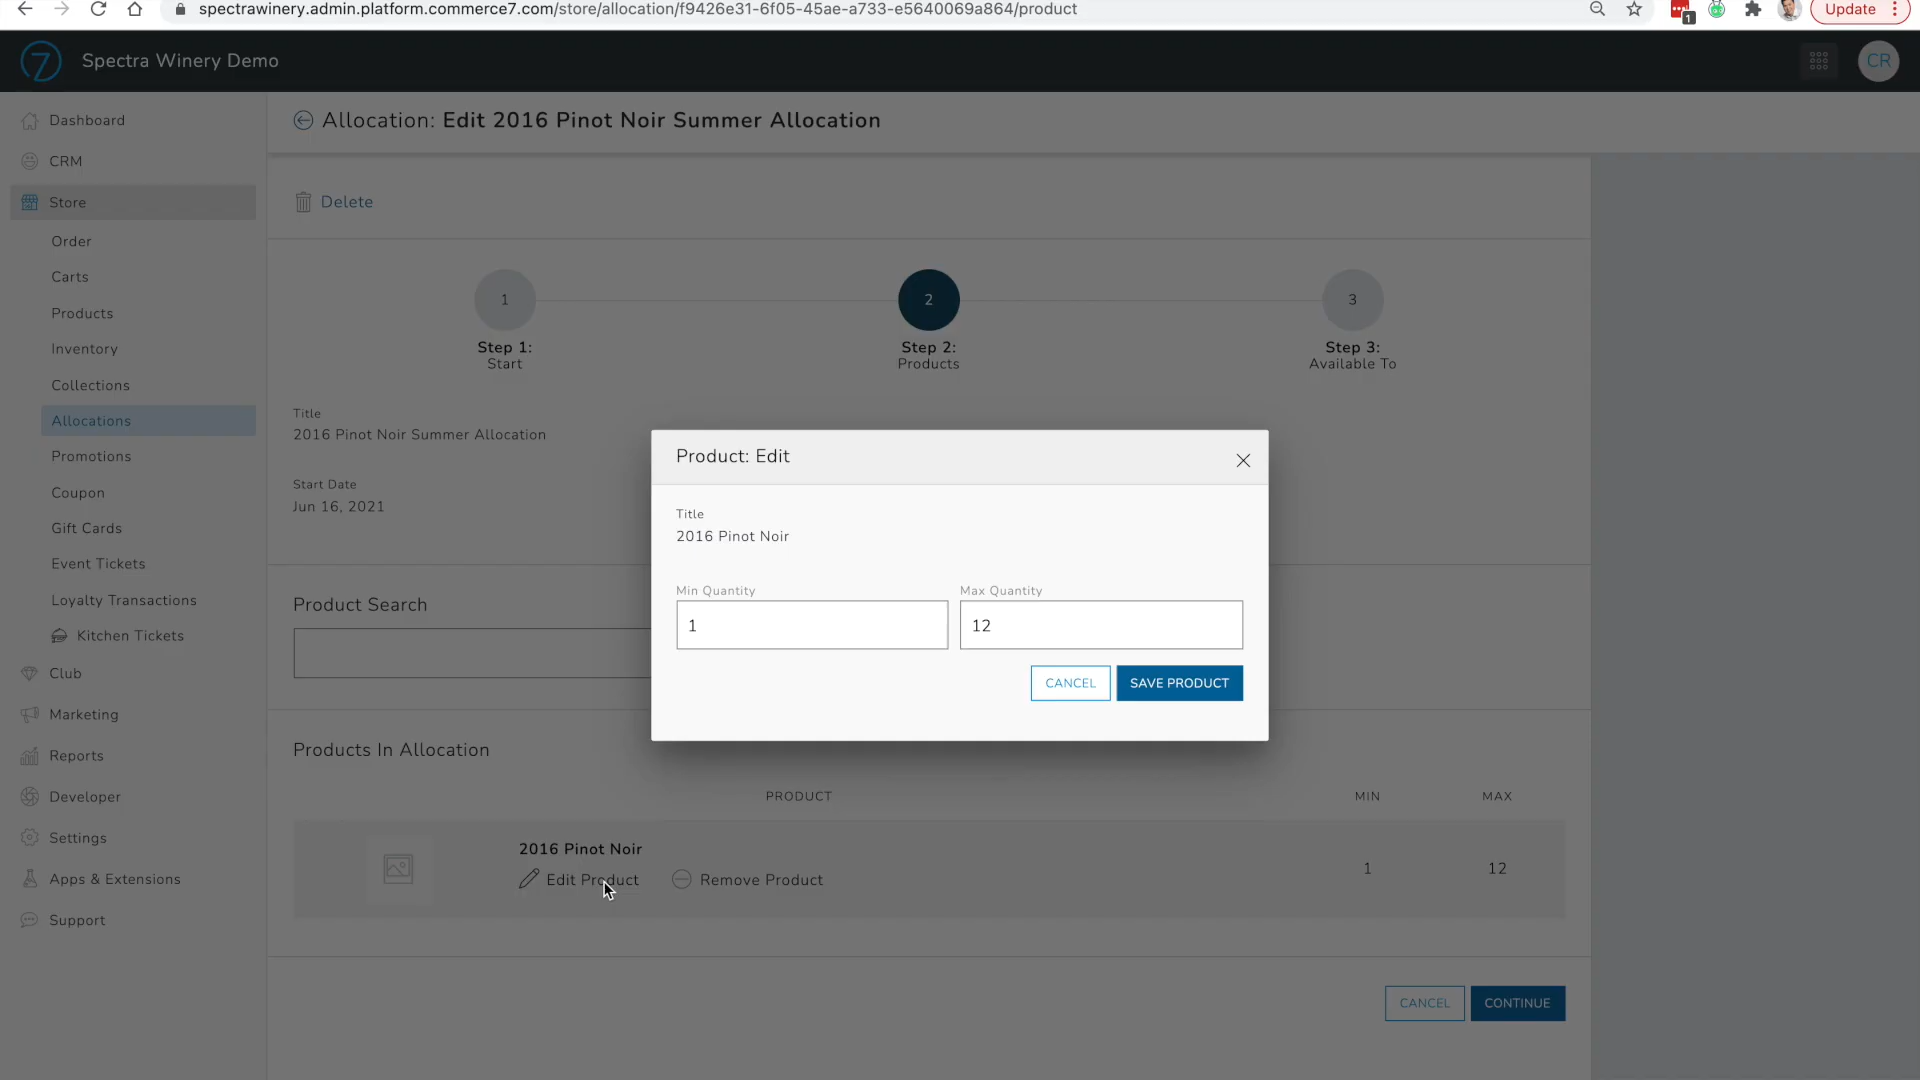 spectrawinery.admin.platform.commerce7.com/store/allocation/f9426e31-6f05-45ae-a733-e5640069a864/product
1
Update
7
Spectra Winery Demo
CR
Dashboard
CRM
Store
Order
Carts
Products
Inventory
Collections
Allocations
Promotions
Coupon
Gift Cards
Event Tickets
Loyalty Transactions
Kitchen Tickets
Club
Marketing
Reports
Developer
Settings
Apps & Extensions
Support
Allocation: Edit 2016 Pinot Noir Summer Allocation
Delete
1
2
3
Step 1:
Start
Step 2:
Products
Step 3:
Available To
Title
2016 Pinot Noir Summer Allocation
Start Date
Jun 16, 2021
Product Search
Product: Edit
Title
2016 Pinot Noir
Min Quantity
Max Quantity
1
12
CANCEL
SAVE PRODUCT
Products In Allocation
PRODUCT
MIN
MAX
2016 Pinot Noir
Edit Product
Remove Product
1
12
CANCEL
CONTINUE